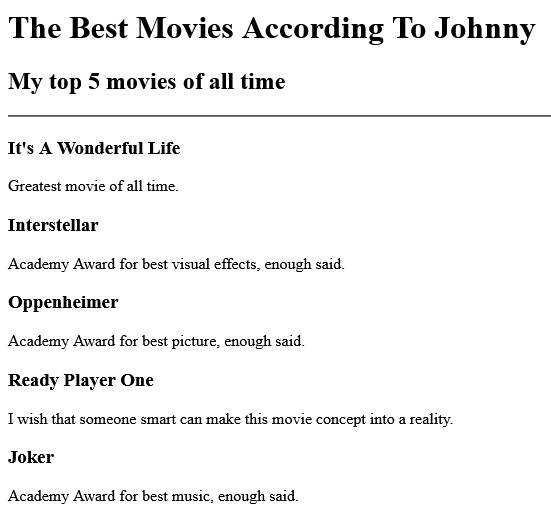 The Best Movies According To Johnny
My top 5 movies of all time
It's A Wonderful Life
Greatest movie of all time.
Interstellar
Academy Award for best visual effects, enough said.
Oppenheimer
Academy Award for best picture, enough said.
Ready Player One
I wish that someone smart can make this movie concept into a reality.
Joker
Academy Award for best music, enough said.